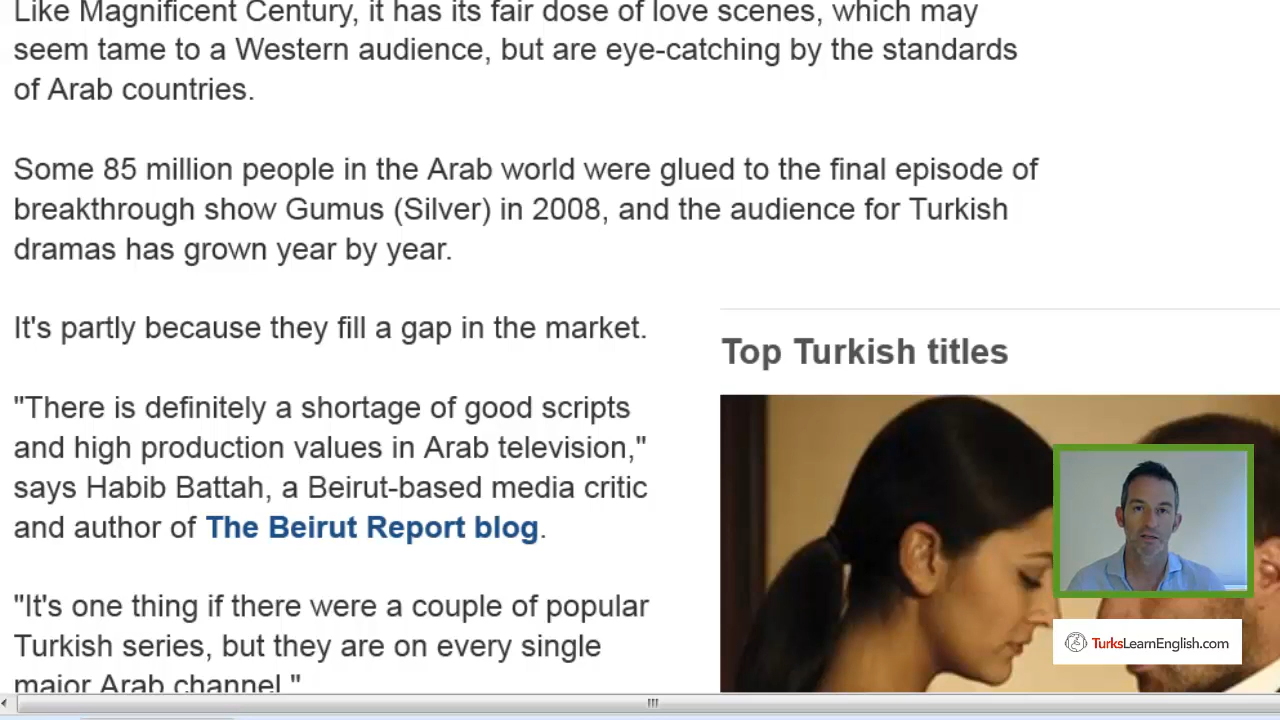 Like Magnificent Century, it has its fair dose of love scenes, which may
seem tame to a Western audience, but are eye-catching by the standards
of Arab countries.
Some 85 million people in the Arab world were glued to the final episode of
breakthrough show Gumus (Silver) in 2008, and the audience for Turkish
dramas has grown year by year.
It's partly because they fill a gap in the market.
"There is definitely a shortage of good scripts
and high production values in Arab television,"
says Habib Battah, a Beirut-based media critic
and author of The Beirut Report blog.
"It's one thing if there were a couple of popular
Turkish series, but they are on every single
major Arab channel."
Top Turkish titles
TurksLearnEnglish.com